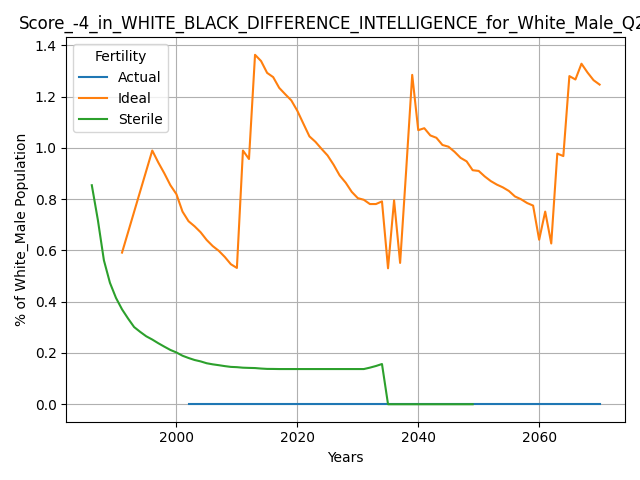 Score_-4_in_WHITE_BLACK_DIFFERENCE_INTELLIGENCE_for_White_Male_Q2
Fertility
Actual
Ideal
Sterile
% of White_Male Population
1.4
1.2
1.0
0.8
0.6
0.4
0.2
0.0
2000 2020 2040 2060
Years